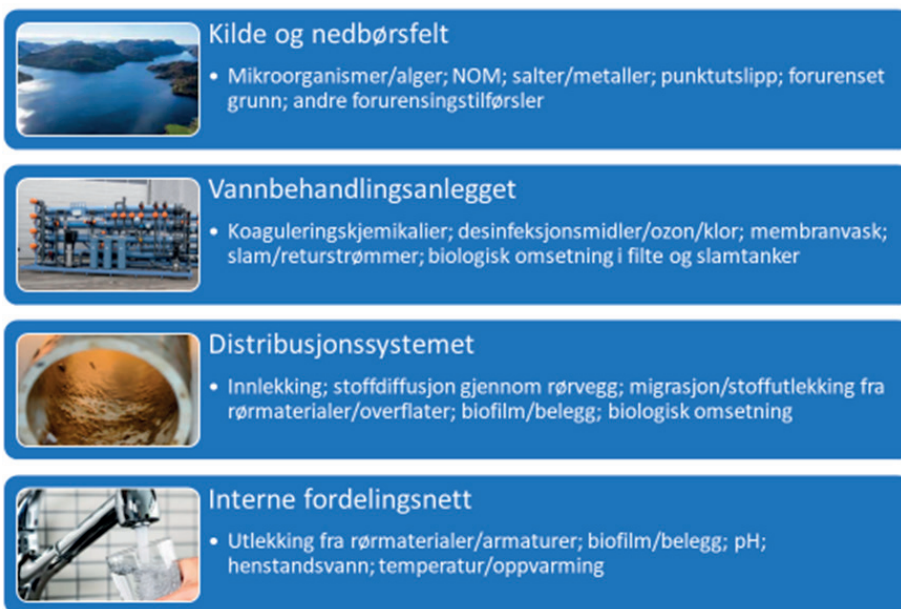 Kilde og nedbørsfelt
• Mikroorganismer/alger; NOM; salter/metaller; punktutslipp; forurenset
grunn; andre forurensingstilførsler
Vannbehandlingsanlegget
• Koaguleringskjemikalier; desinfeksjonsmidler/ozon/klor; membranvask;
slam/returstrømmer; biologisk omsetning i filte og slamtanker
Distribusjonssystemet
• Innlekking; stoffdiffusjon gjennom rørvegg; migrasjon/stoffutlekking fra
rørmaterialer/overflater; biofilm/belegg; biologisk omsetning
Interne fordelingsnett
• Utlekking fra rørmaterialer/armaturer; biofilm/belegg; pH;
henstandsvann; temperatur/oppvarming